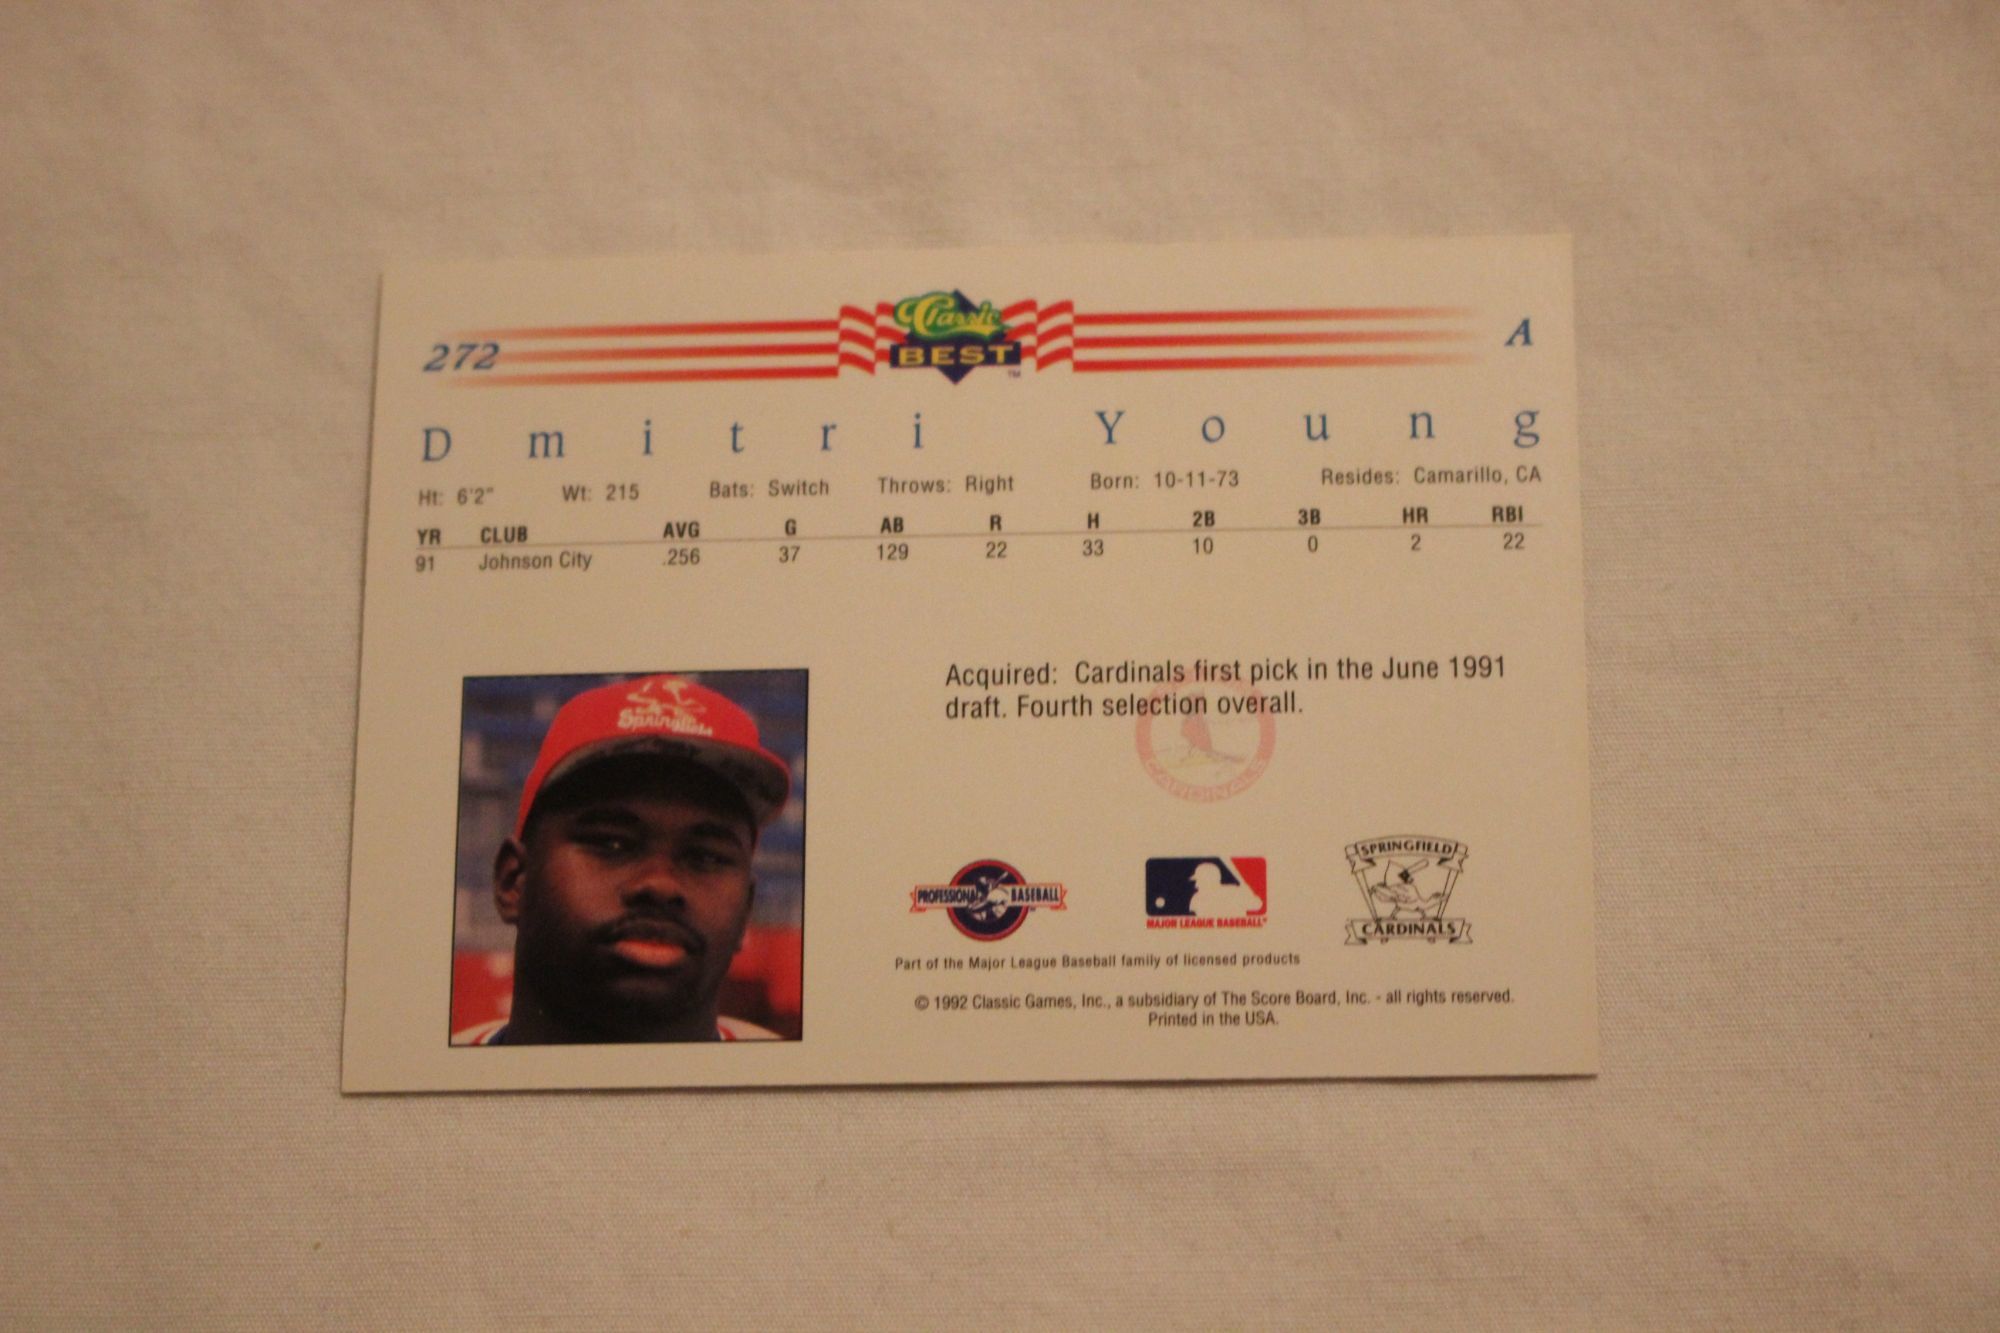 Classic
BEST
TM
272
A
Dmitri Young
Ht: 6'2" Wt: 215 Bats: Switch Throws: Right Born: 10-11-73 Resides: Camarillo, CA
YR CLUB AVG G AB R H 2B 3B HR RBI
91 Johnson City .256 37 129 22 33 10 0 2 22
Acquired: Cardinals first pick in the June 1991
draft. Fourth selection overall.
CARDINALS
Springfield
PROFESSIONAL BASEBALL
MAJOR LEAGUE BASEBALL
SPRINGFIELD
CARDINALS
Part of the Major League Baseball family of licensed products
© 1992 Classic Games, Inc., a subsidiary of The Score Board, Inc. - all rights reserved.
Printed in the USA.